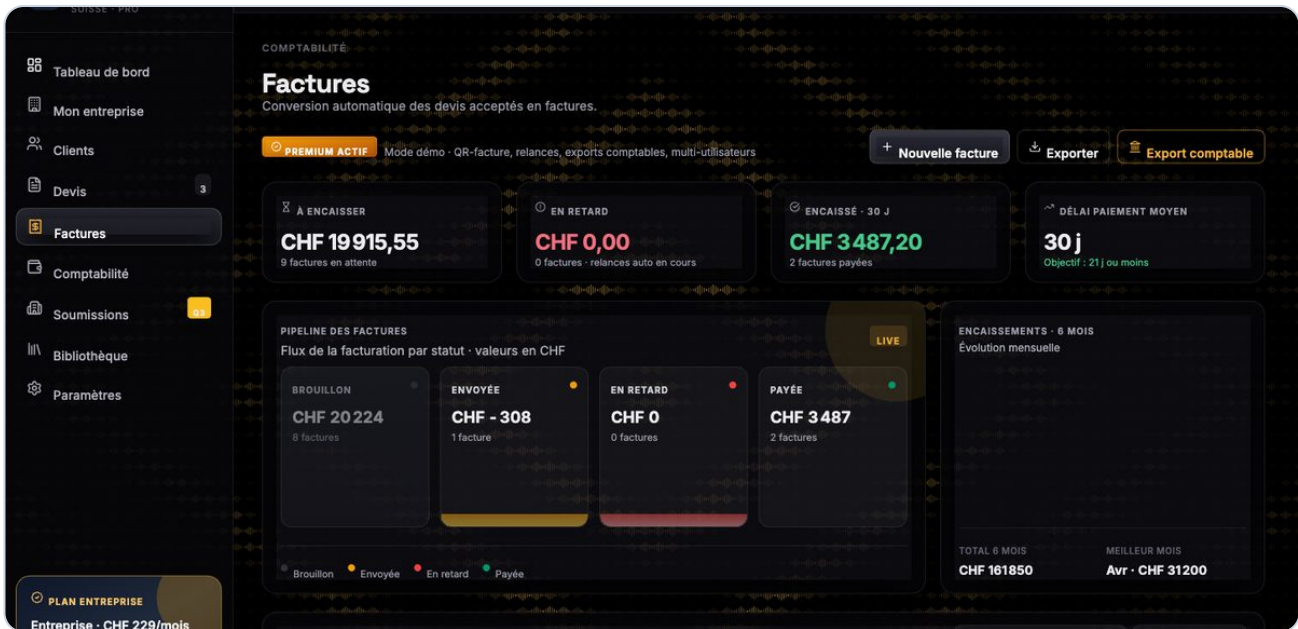 SUISSE · PRO
Tableau de bord
Mon entreprise
Clients
Devis
3
Factures
Comptabilité
Soumissions
Bibliothèque
Paramètres
PLAN ENTREPRISE
Entreprise · CHF 229/mois
COMPTABILITÉ
Factures
Conversion automatique des devis acceptés en factures.
PREMIUM ACTIF
Mode démo · QR-facture, relances, exports comptables, multi-utilisateurs
+ Nouvelle facture
Exporter
Export comptable
À ENCAISSER
CHF 19 915,55
9 factures en attente
EN RETARD
CHF 0,00
0 factures · relances auto en cours
ENCAISSÉ · 30 J
CHF 3 487,20
2 factures payées
DÉLAI PAIEMENT MOYEN
30 j
Objectif : 21 j ou moins
PIPELINE DES FACTURES
Flux de la facturation par statut · valeurs en CHF
LIVE
BROUILLON
CHF 20 224
8 factures
ENVOYÉE
CHF - 308
1 facture
EN RETARD
CHF 0
0 factures
PAYÉE
CHF 3 487
2 factures
Brouillon
Envoyée
En retard
Payée
ENCAISSEMENTS · 6 MOIS
Évolution mensuelle
TOTAL 6 MOIS
CHF 161850
MEILLEUR MOIS
Avr · CHF 31200